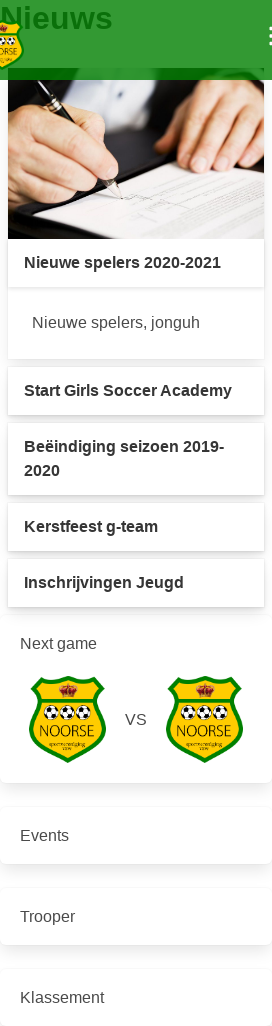 Nieuws
Nieuwe spelers 2020-2021
Nieuwe spelers, jonguh
Start Girls Soccer Academy
Beëindiging seizoen 2019-
2020
Kerstfeest g-team
Inschrijvingen Jeugd
Next game
NOORSE
VS
NOORSE
Events
Trooper
Klassement